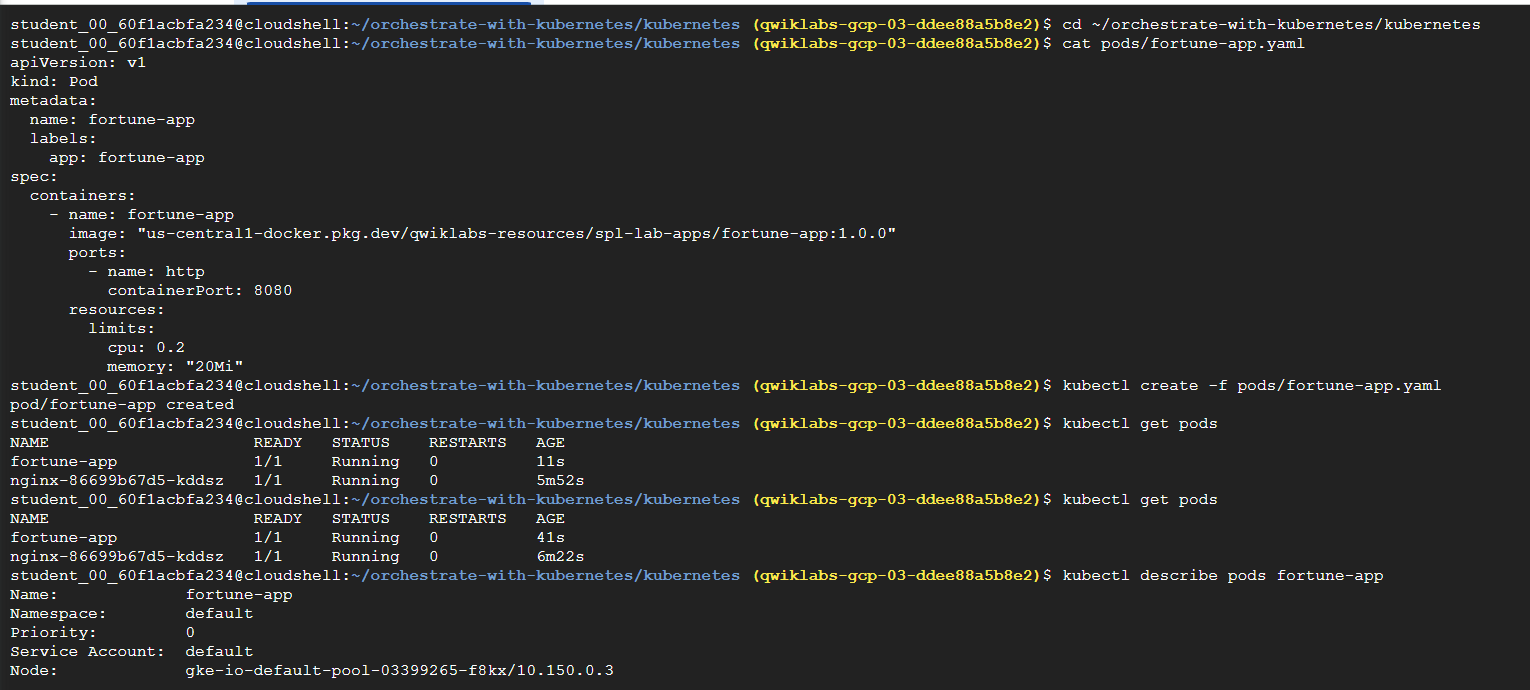 student_00_60f1acbfa234@cloudshell:~/orchestrate-with-kubernetes/kubernetes (qwiklabs-gcp-03-ddee88a5b8e2)$ cd ~/orchestrate-with-kubernetes/kubernetes
student_00_60f1acbfa234@cloudshell:~/orchestrate-with-kubernetes/kubernetes (qwiklabs-gcp-03-ddee88a5b8e2)$ cat pods/fortune-app.yaml
apiVersion: v1
kind: Pod
metadata:
  name: fortune-app
  labels:
    app: fortune-app
spec:
  containers:
    - name: fortune-app
      image: "us-central1-docker.pkg.dev/qwiklabs-resources/spl-lab-apps/fortune-app:1.0.0"
      ports:
        - name: http
          containerPort: 8080
      resources:
        limits:
          cpu: 0.2
          memory: "20Mi"
student_00_60f1acbfa234@cloudshell:~/orchestrate-with-kubernetes/kubernetes (qwiklabs-gcp-03-ddee88a5b8e2)$ kubectl create -f pods/fortune-app.yaml
pod/fortune-app created
student_00_60f1acbfa234@cloudshell:~/orchestrate-with-kubernetes/kubernetes (qwiklabs-gcp-03-ddee88a5b8e2)$ kubectl get pods
NAME                     READY   STATUS    RESTARTS   AGE
fortune-app              1/1     Running   0          11s
nginx-86699b67d5-kddsz   1/1     Running   0          5m52s
student_00_60f1acbfa234@cloudshell:~/orchestrate-with-kubernetes/kubernetes (qwiklabs-gcp-03-ddee88a5b8e2)$ kubectl get pods
NAME                     READY   STATUS    RESTARTS   AGE
fortune-app              1/1     Running   0          41s
nginx-86699b67d5-kddsz   1/1     Running   0          6m22s
student_00_60f1acbfa234@cloudshell:~/orchestrate-with-kubernetes/kubernetes (qwiklabs-gcp-03-ddee88a5b8e2)$ kubectl describe pods fortune-app
Name:             fortune-app
Namespace:        default
Priority:         0
Service Account:  default
Node:             gke-io-default-pool-03399265-f8kx/10.150.0.3